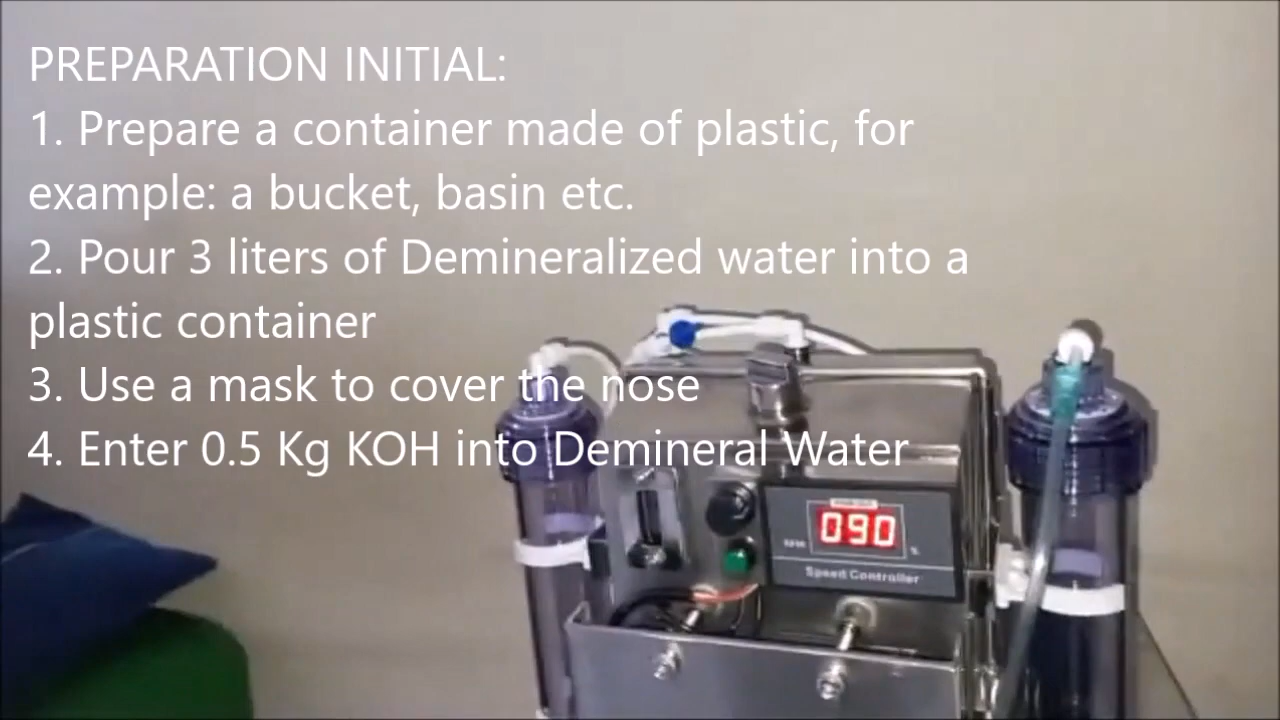 PREPARATION INITIAL:
1. Prepare a container made of plastic, for
example: a bucket, basin etc.
2. Pour 3 liters of Demineralized water into a
plastic container
3. Use a mask to cover the nose
4. Enter 0.5 Kg KOH into Demineral Water
090
Speed Controller